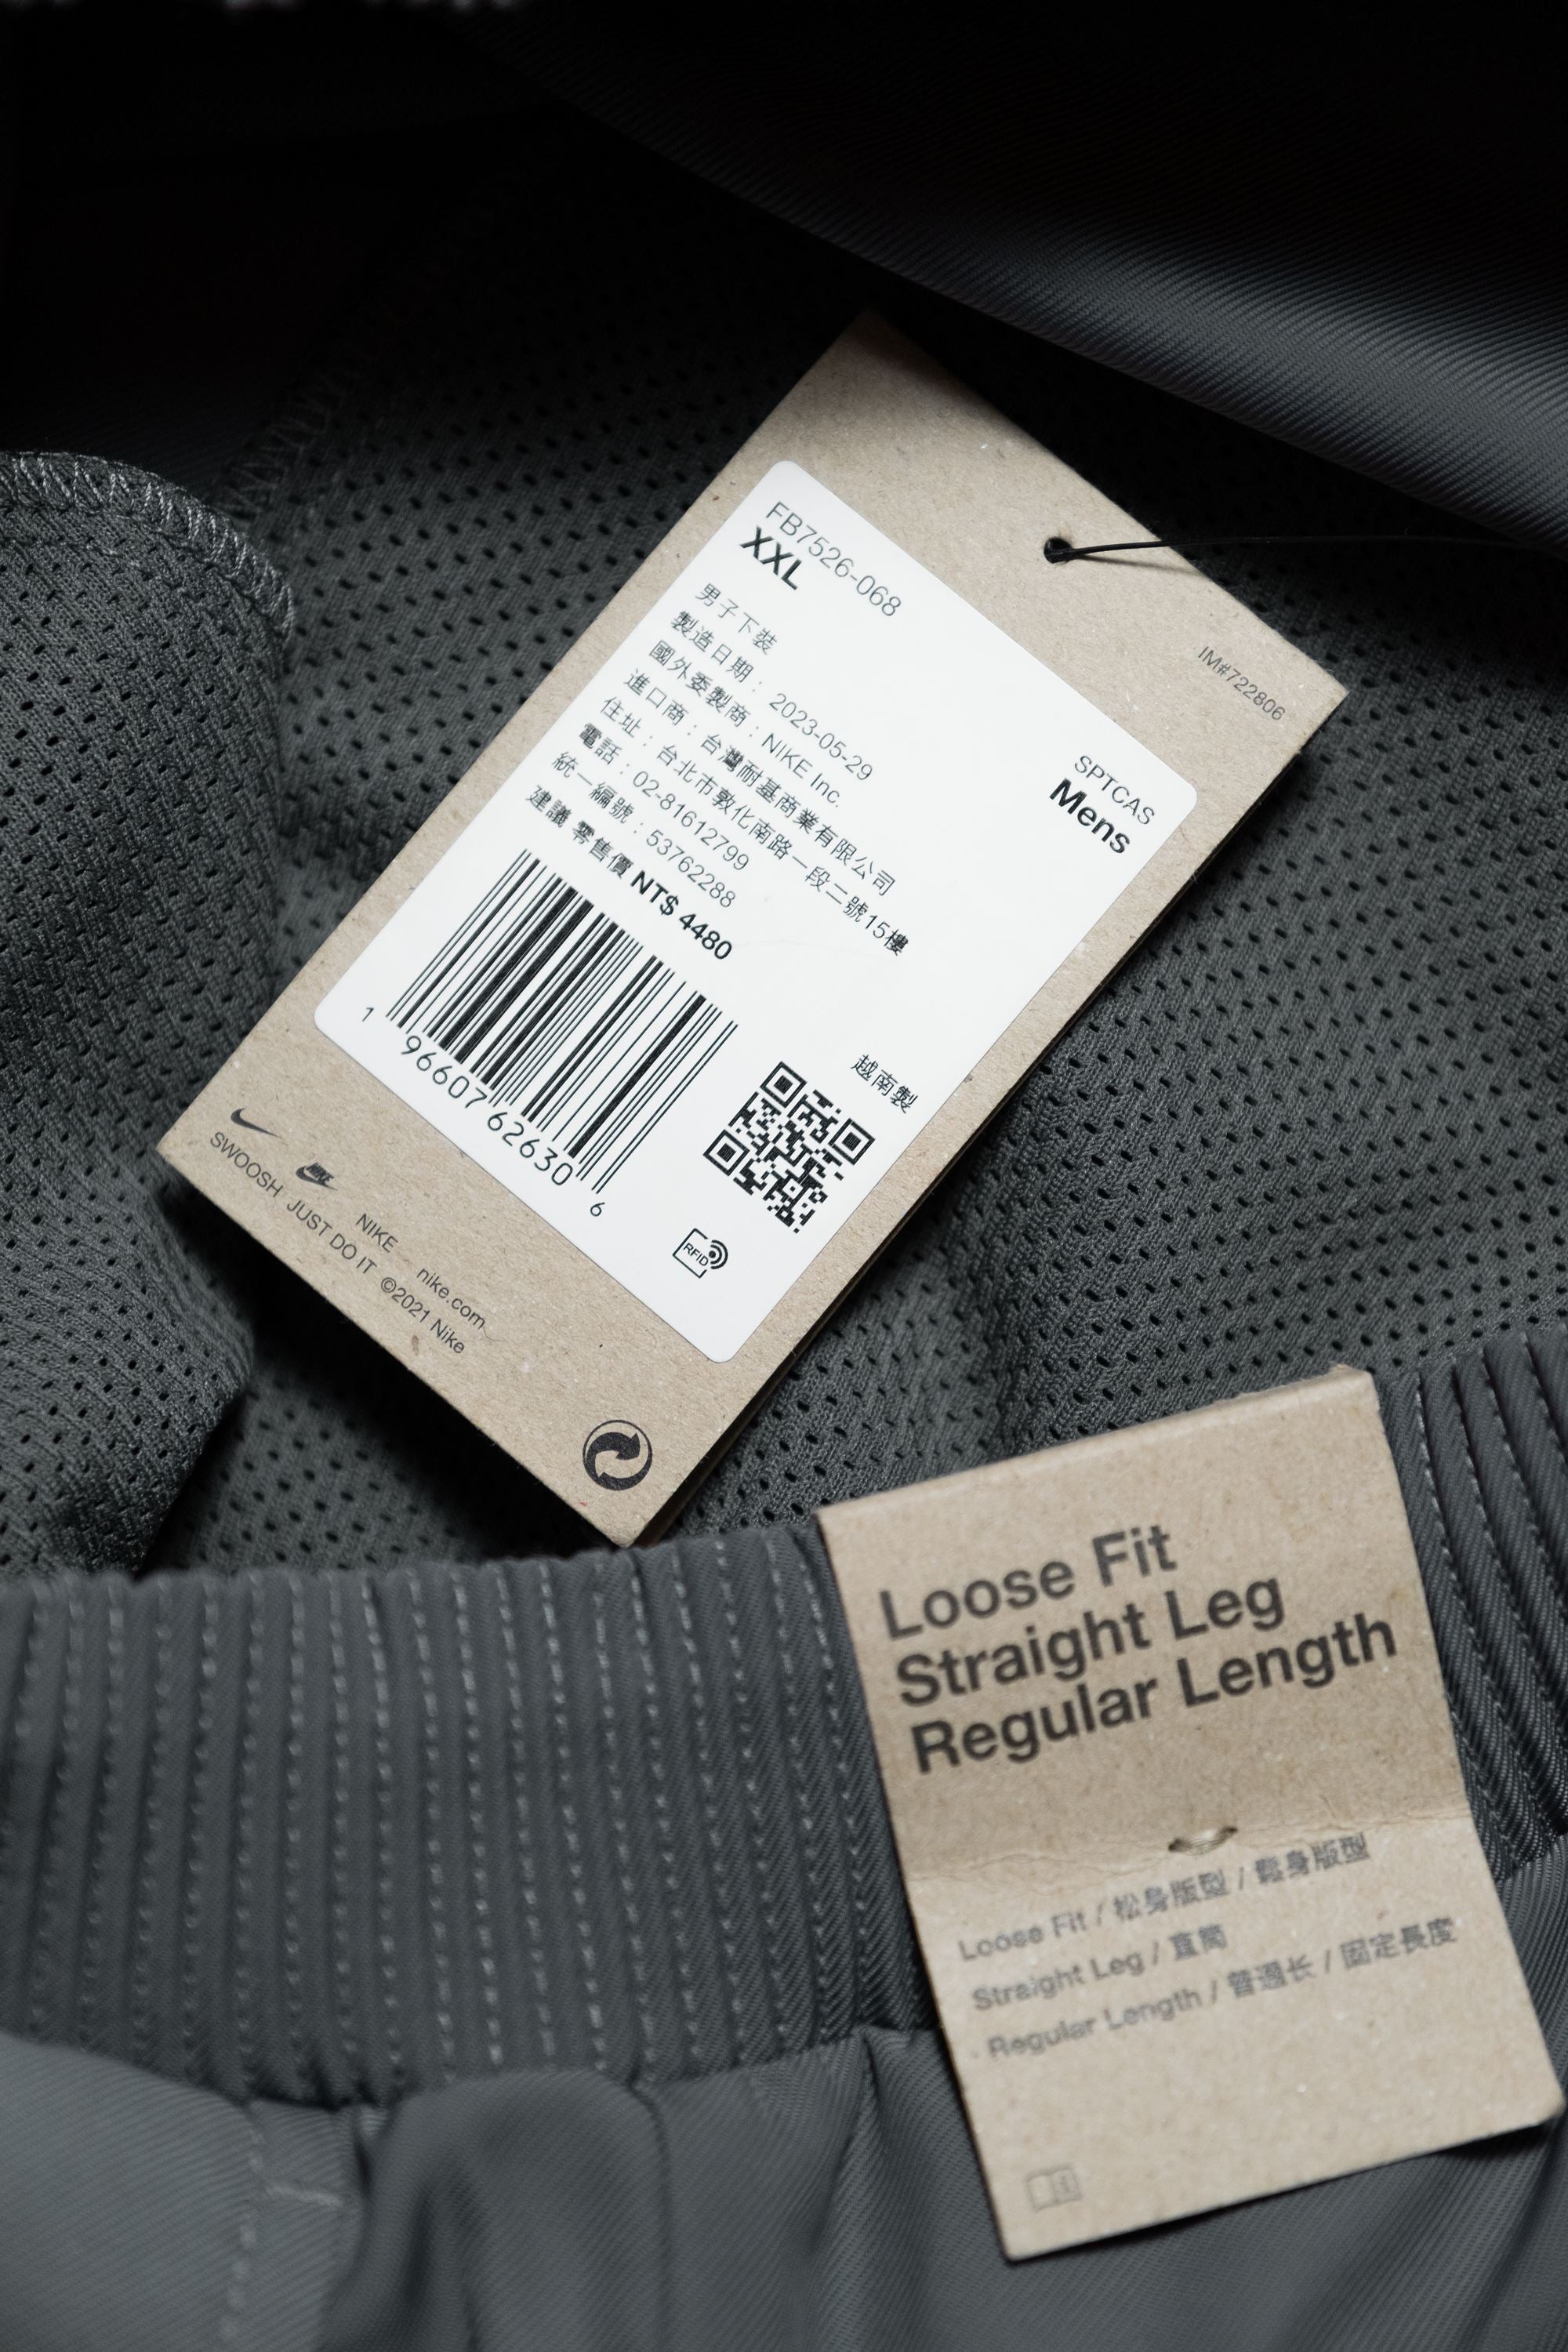 IM#722806
FB7526-068
XXL
SPTCAS
Mens
男子下裝
製造日期：2023-05-29
國外委製商：NIKE Inc.
進口商：台灣耐基商業有限公司
住址：台北市敦化南路一段二號15樓
電話：02-81612799
統一編號：53762288
建議 零售價 NT$ 4480
越南製
1 96607 62630 6
RFID
NIKE
NIKE nike.com
SWOOSH JUST DO IT ©2021 Nike
Loose Fit
Straight Leg
Regular Length
Loose Fit / 松身版型 / 鬆身版型
Straight Leg / 直筒
Regular Length / 普通长 / 固定長度